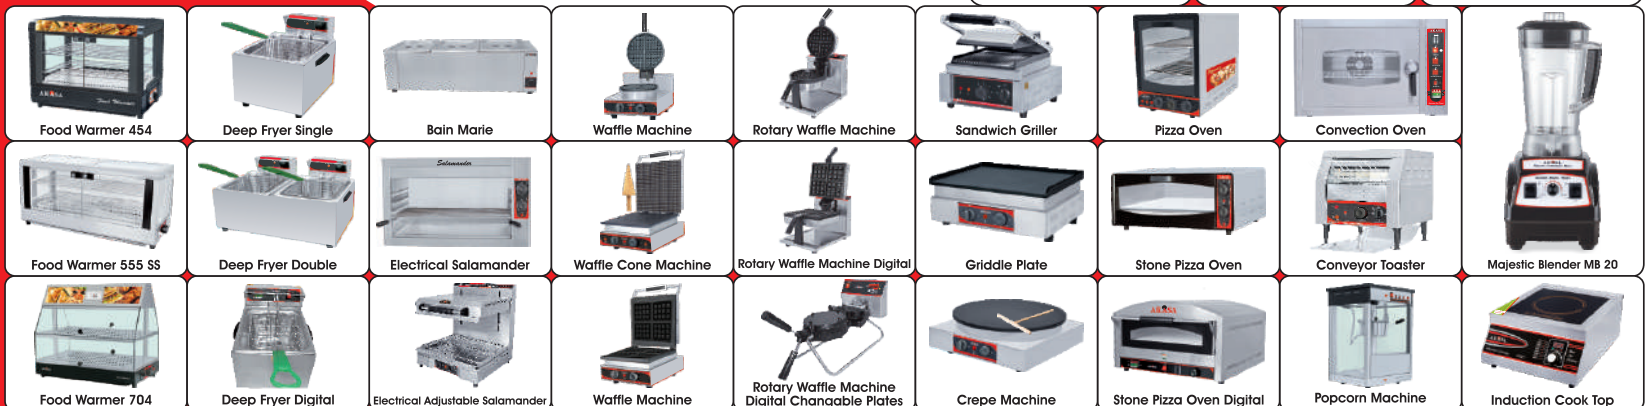 Food Warmer 454
Deep Fryer Single
Bain Marie
Waffle Machine
Rotary Waffle Machine
Sandwich Griller
Pizza Oven
Convection Oven
Salamander
Food Warmer 555 SS
Deep Fryer Double
Electrical Salamander
Waffle Cone Machine
Rotary Waffle Machine Digital
Griddle Plate
Stone Pizza Oven
Conveyor Toaster
Majestic Blender MB 20
AKASA
Food Warmer 704
Deep Fryer Digital
Electrical Adjustable Salamander
Waffle Machine
Rotary Waffle Machine
Digital Changable Plates
Crepe Machine
Stone Pizza Oven Digital
Popcorn Machine
Induction Cook Top